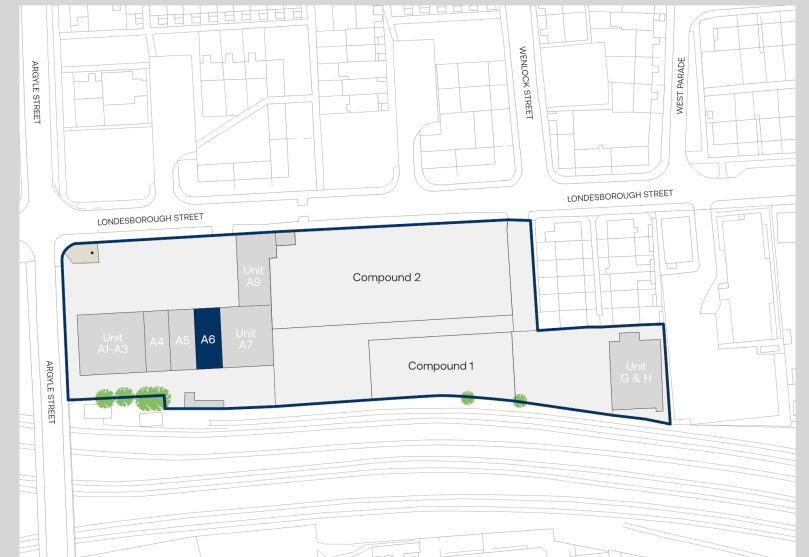 ARGYLE STREET
WENLOCK STREET
WEST PARADE
LONDESBOROUGH STREET
LONDESBOROUGH STREET
Unit
A9
Compound 2
Unit
A1-A3
A4
A5
A6
Unit
A7
Compound 1
Unit
G & H
ARGYLE STREET